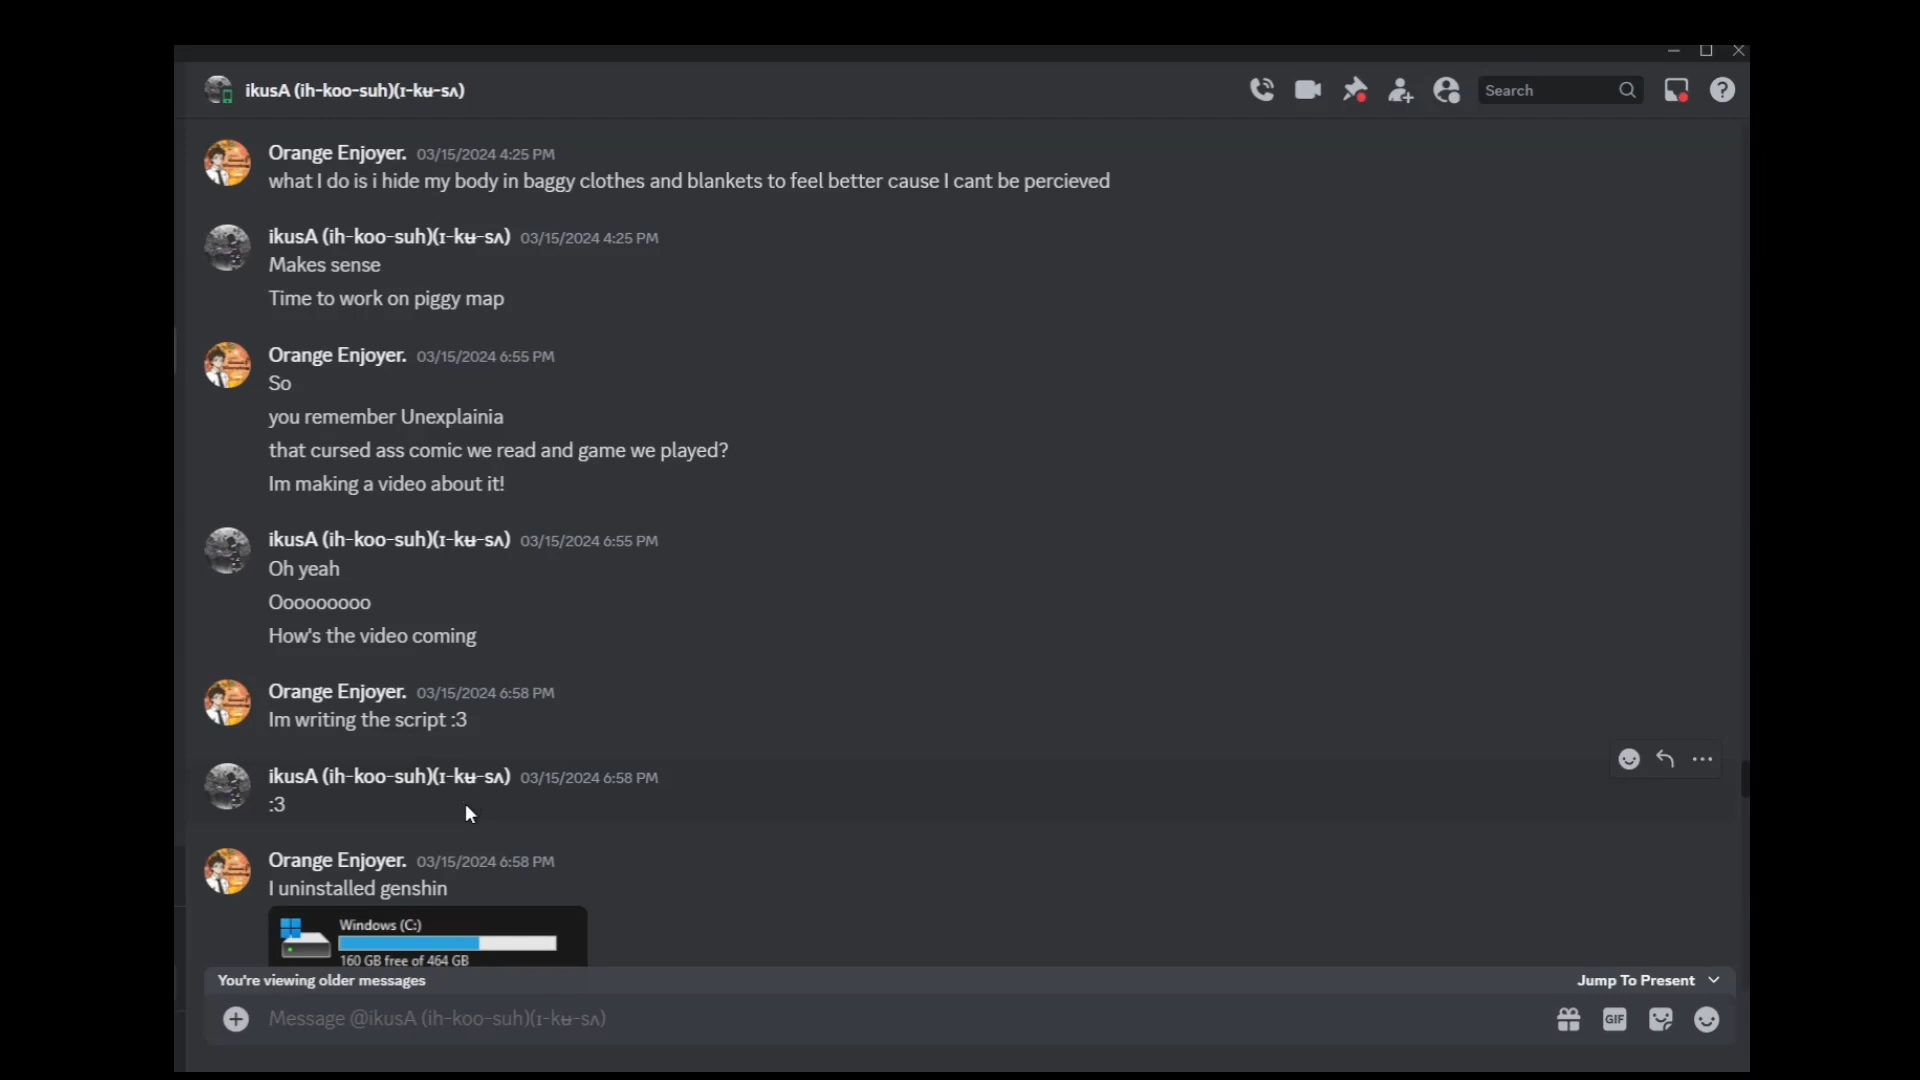 ikusA (ih-koo-suh)(ɪ-kʉ-sʌ)
Search
Orange Enjoyer. 03/15/2024 4:25 PM
what I do is i hide my body in baggy clothes and blankets to feel better cause I cant be percieved
ikusA (ih-koo-suh)(ɪ-kʉ-sʌ) 03/15/2024 4:25 PM
Makes sense
Time to work on piggy map
Orange Enjoyer. 03/15/2024 6:55 PM
So
you remember Unexplainia
that cursed ass comic we read and game we played?
Im making a video about it!
ikusA (ih-koo-suh)(ɪ-kʉ-sʌ) 03/15/2024 6:55 PM
Oh yeah
Ooooooooo
How's the video coming
Orange Enjoyer. 03/15/2024 6:58 PM
Im writing the script :3
ikusA (ih-koo-suh)(ɪ-kʉ-sʌ) 03/15/2024 6:58 PM
:3
Orange Enjoyer. 03/15/2024 6:58 PM
I uninstalled genshin
Windows (C:)
160 GB free of 464 GB
You're viewing older messages
Jump To Present
Message @ikusA (ih-koo-suh)(ɪ-kʉ-sʌ)
GIF